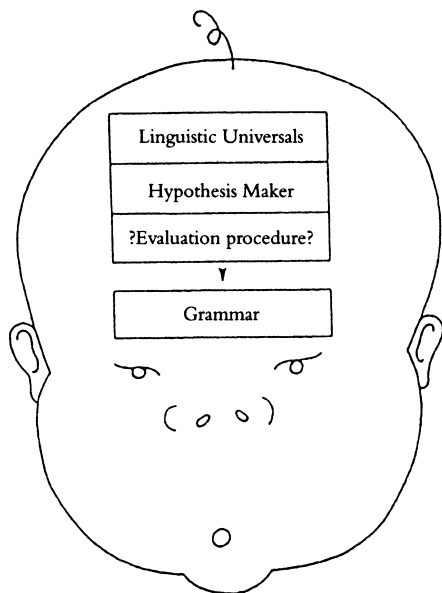 Linguistic Universals
Hypothesis Maker
?Evaluation procedure?
Grammar